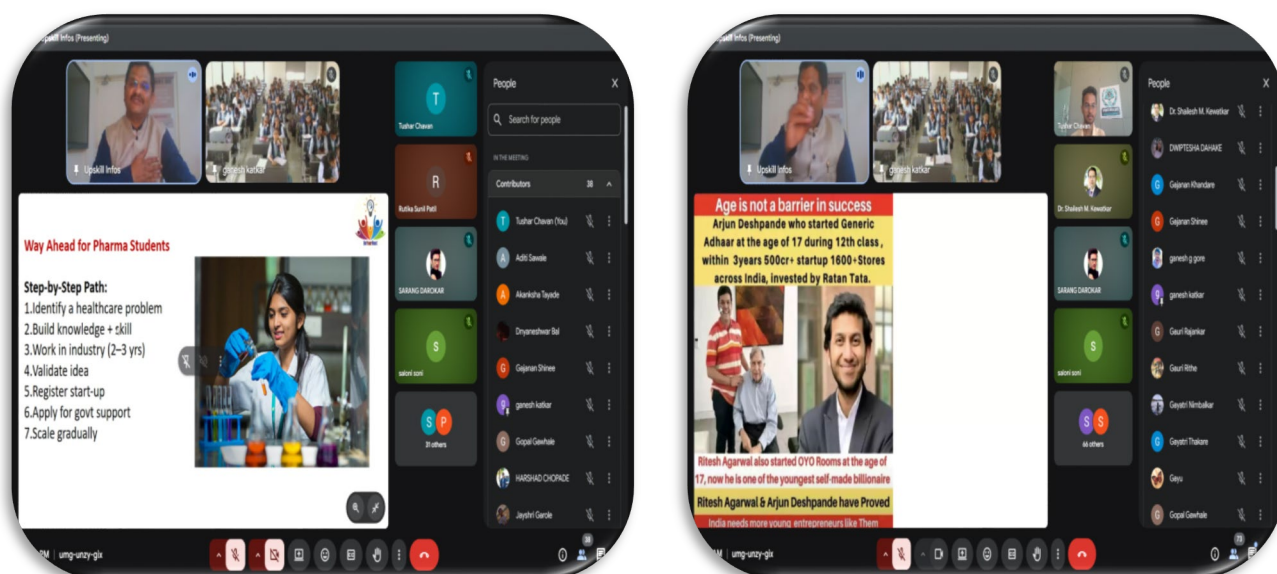 Upskill Infos (Presenting)
Upskill Infos
ganesh katkar
T
Tushar Chavan
R
Rutika Sunil Patil
SARANG DAROKAR
S
saloni soni
S P
31 others
People
Search for people
IN THE MEETING
Contributors 38
T Tushar Chavan (You)
A Aditi Sawale
A Akanksha Tayade
Dnyaneshwar Bal
G Gajanan Shinee
g ganesh katkar
G Gopal Gawhale
HARSHAD CHOPADE
Jayshri Gerole
Way Ahead for Pharma Students
Step-by-Step Path:
1.Identify a healthcare problem
2.Build knowledge + skill
3.Work in industry (2–3 yrs)
4.Validate idea
5.Register start-up
6.Apply for govt support
7.Scale gradually
PM | umg-unzy-gix
38
Upskill Infos (Presenting)
Upskill Infos
ganesh katkar
Tushar Chavan
Dr. Shailesh M. Kewatkar
SARANG DAROKAR
S
saloni soni
S S
66 others
People
Dr. Shailesh M. Kewatkar
DWIPTESHA DAHAKE
G Gajanan Khandare
G Gajanan Shinee
ganesh g gore
g ganesh katkar
G Gauri Rajankar
Gauri Rithe
Gayatri Nimbalkar
G Gayatri Thakare
Gayu
G Gopal Gawhale
Age is not a barrier in success
Arjun Deshpande who started Generic
Adhaar at the age of 17 during 12th class ,
within 3years 500cr+ startup 1600+Stores
across India, invested by Ratan Tata.
Ritesh Agarwal also started OYO Rooms at the age of
17, now he is one of the youngest self-made billionaire
Ritesh Agarwal & Arjun Deshpande have Proved
India needs more young entrepreneurs like Them
PM | umg-unzy-gix
73